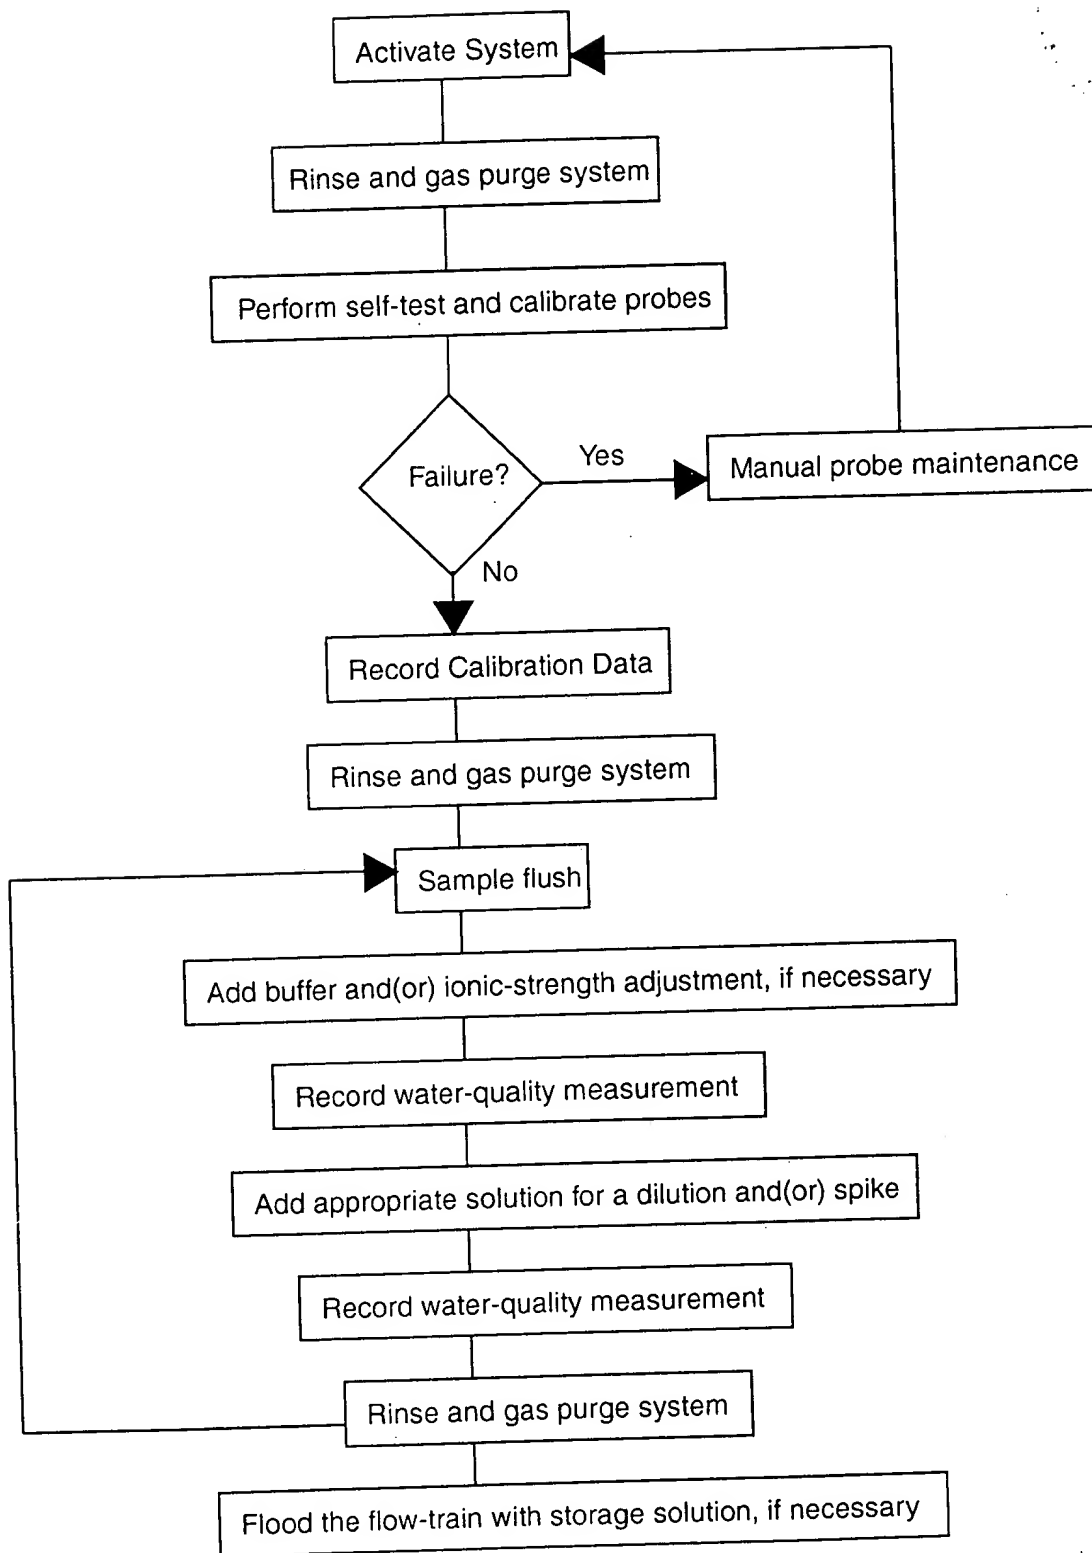 Activate System
Rinse and gas purge system
Perform self-test and calibrate probes
Failure?
Yes
Manual probe maintenance
No
Record Calibration Data
Rinse and gas purge system
Sample flush
Add buffer and(or) ionic-strength adjustment, if necessary
Record water-quality measurement
Add appropriate solution for a dilution and(or) spike
Record water-quality measurement
Rinse and gas purge system
Flood the flow-train with storage solution, if necessary